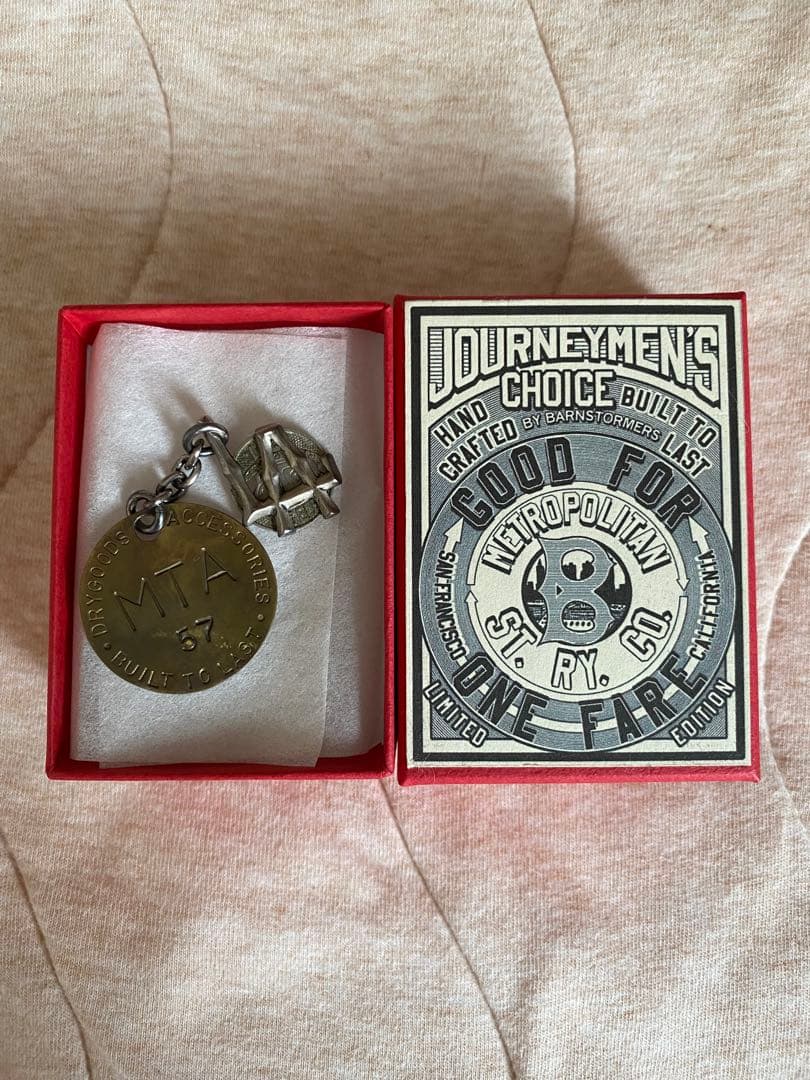 DRYGOODS ACCESSORIES
MTA
57
• BUILT TO LAST •
144
JOURNEYMEN'S
CHOICE
HAND CRAFTED
BY BARNSTORMERS
BUILT TO LAST
GOOD FOR
METROPOLITAN
SAN FRANCISCO
B
CALIFORNIA
ST. RY. CO.
ONE FARE
LIMITED
EDITION